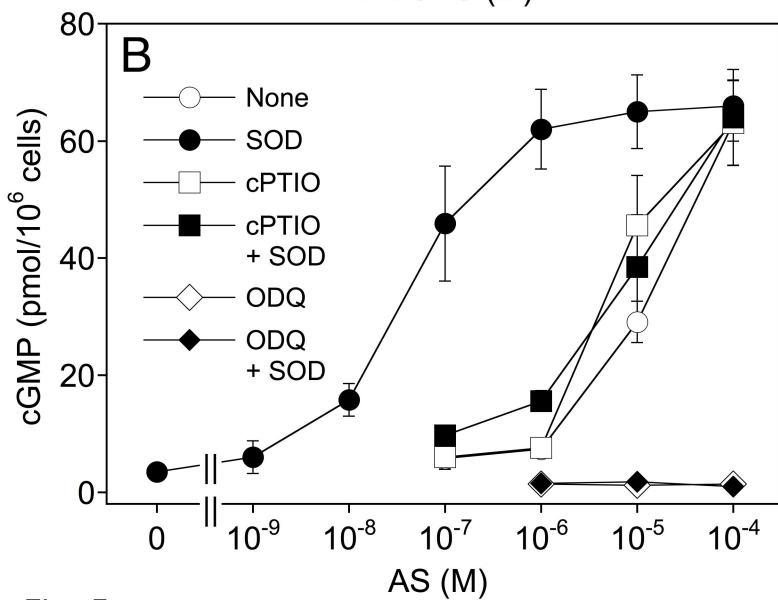 80
60
40
20
0
cGMP (pmol/10⁶ cells)
B
None
SOD
cPTIO
cPTIO
+ SOD
ODQ
ODQ
+ SOD
0 10⁻⁹ 10⁻⁸ 10⁻⁷ 10⁻⁶ 10⁻⁵ 10⁻⁴
AS (M)